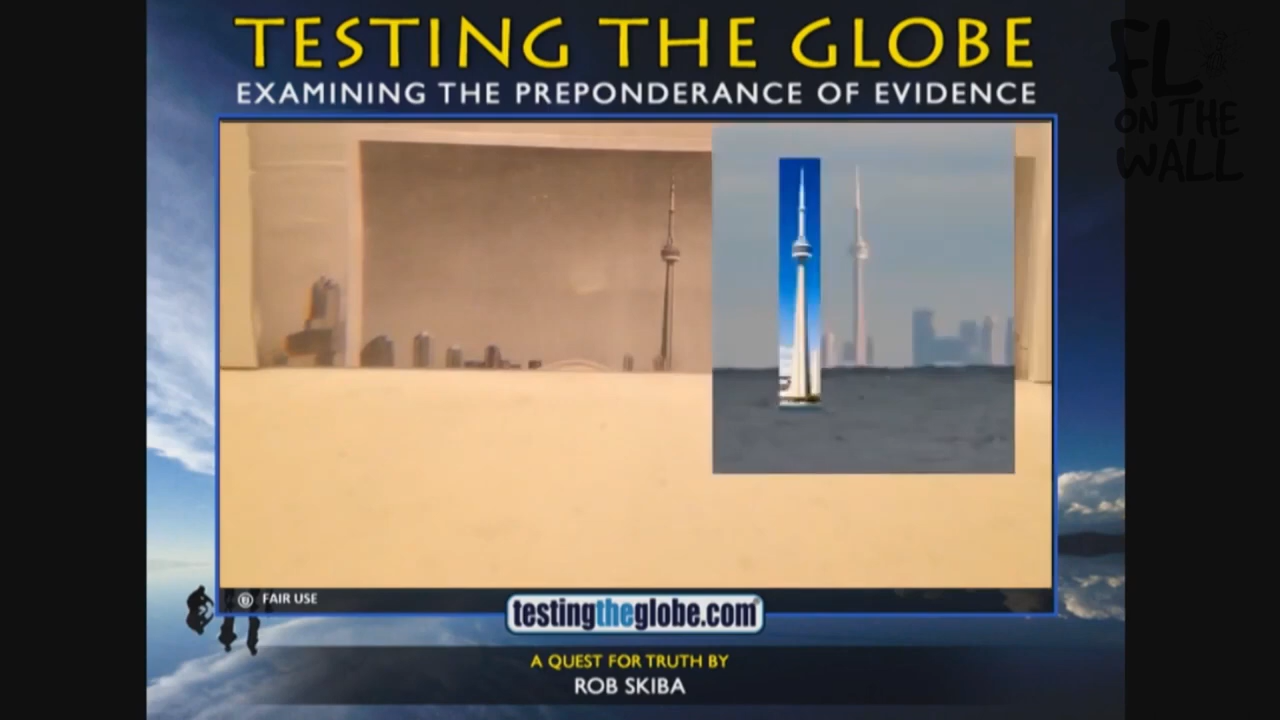 TESTING THE GLOBE
EXAMINING THE PREPONDERANCE OF EVIDENCE
FL
ON THE
WALL
FAIR USE
testingtheglobe.com
A QUEST FOR TRUTH BY
ROB SKIBA